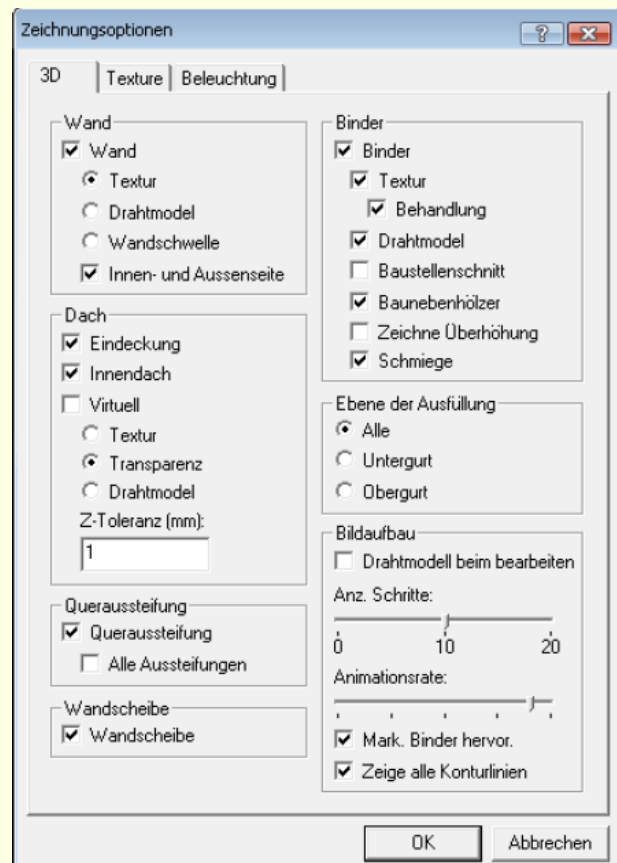 Zeichnungsoptionen
3D
Texture
Beleuchtung
Wand
Wand
Textur
Drahtmodel
Wandschwelle
Innen- und Aussenseite
Dach
Eindeckung
Innendach
Virtuell
Textur
Transparenz
Drahtmodel
Z-Toleranz (mm):
1
Queraussteifung
Queraussteifung
Alle Aussteifungen
Wandscheibe
Wandscheibe
Binder
Binder
Textur
Behandlung
Drahtmodel
Baustellenschnitt
Baunebenhölzer
Zeichne Überhöhung
Schmiege
Ebene der Ausfüllung
Alle
Untergurt
Obergurt
Bildaufbau
Drahtmodell beim bearbeiten
Anz. Schritte:
0 10 20
Animationsrate:
Mark. Binder hervor.
Zeige alle Konturlinien
OK
Abbrechen